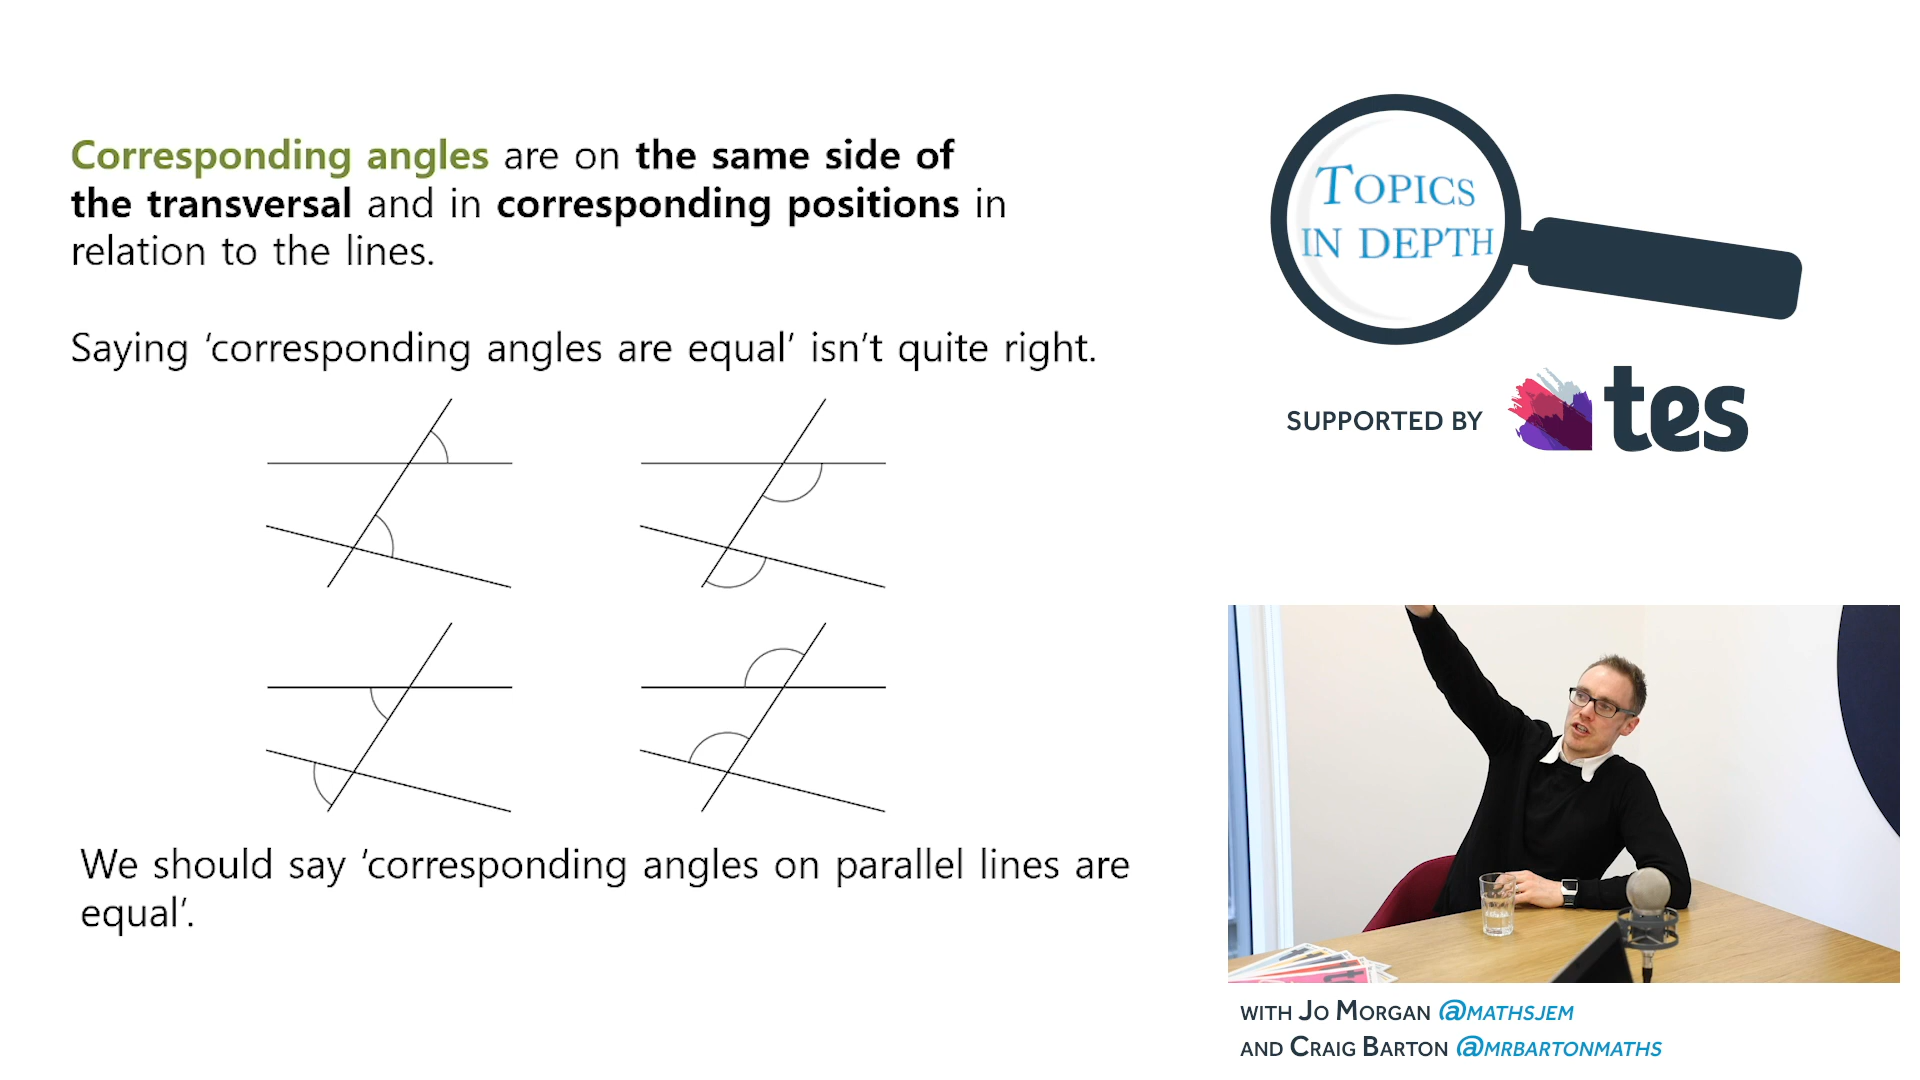 Corresponding angles are on the same side of
the transversal and in corresponding positions in
relation to the lines.
Saying ‘corresponding angles are equal’ isn’t quite right.
We should say ‘corresponding angles on parallel lines are
equal’.
TOPICS
IN DEPTH
SUPPORTED BY tes
WITH JO MORGAN @MATHSJEM
AND CRAIG BARTON @MRBARTONMATHS